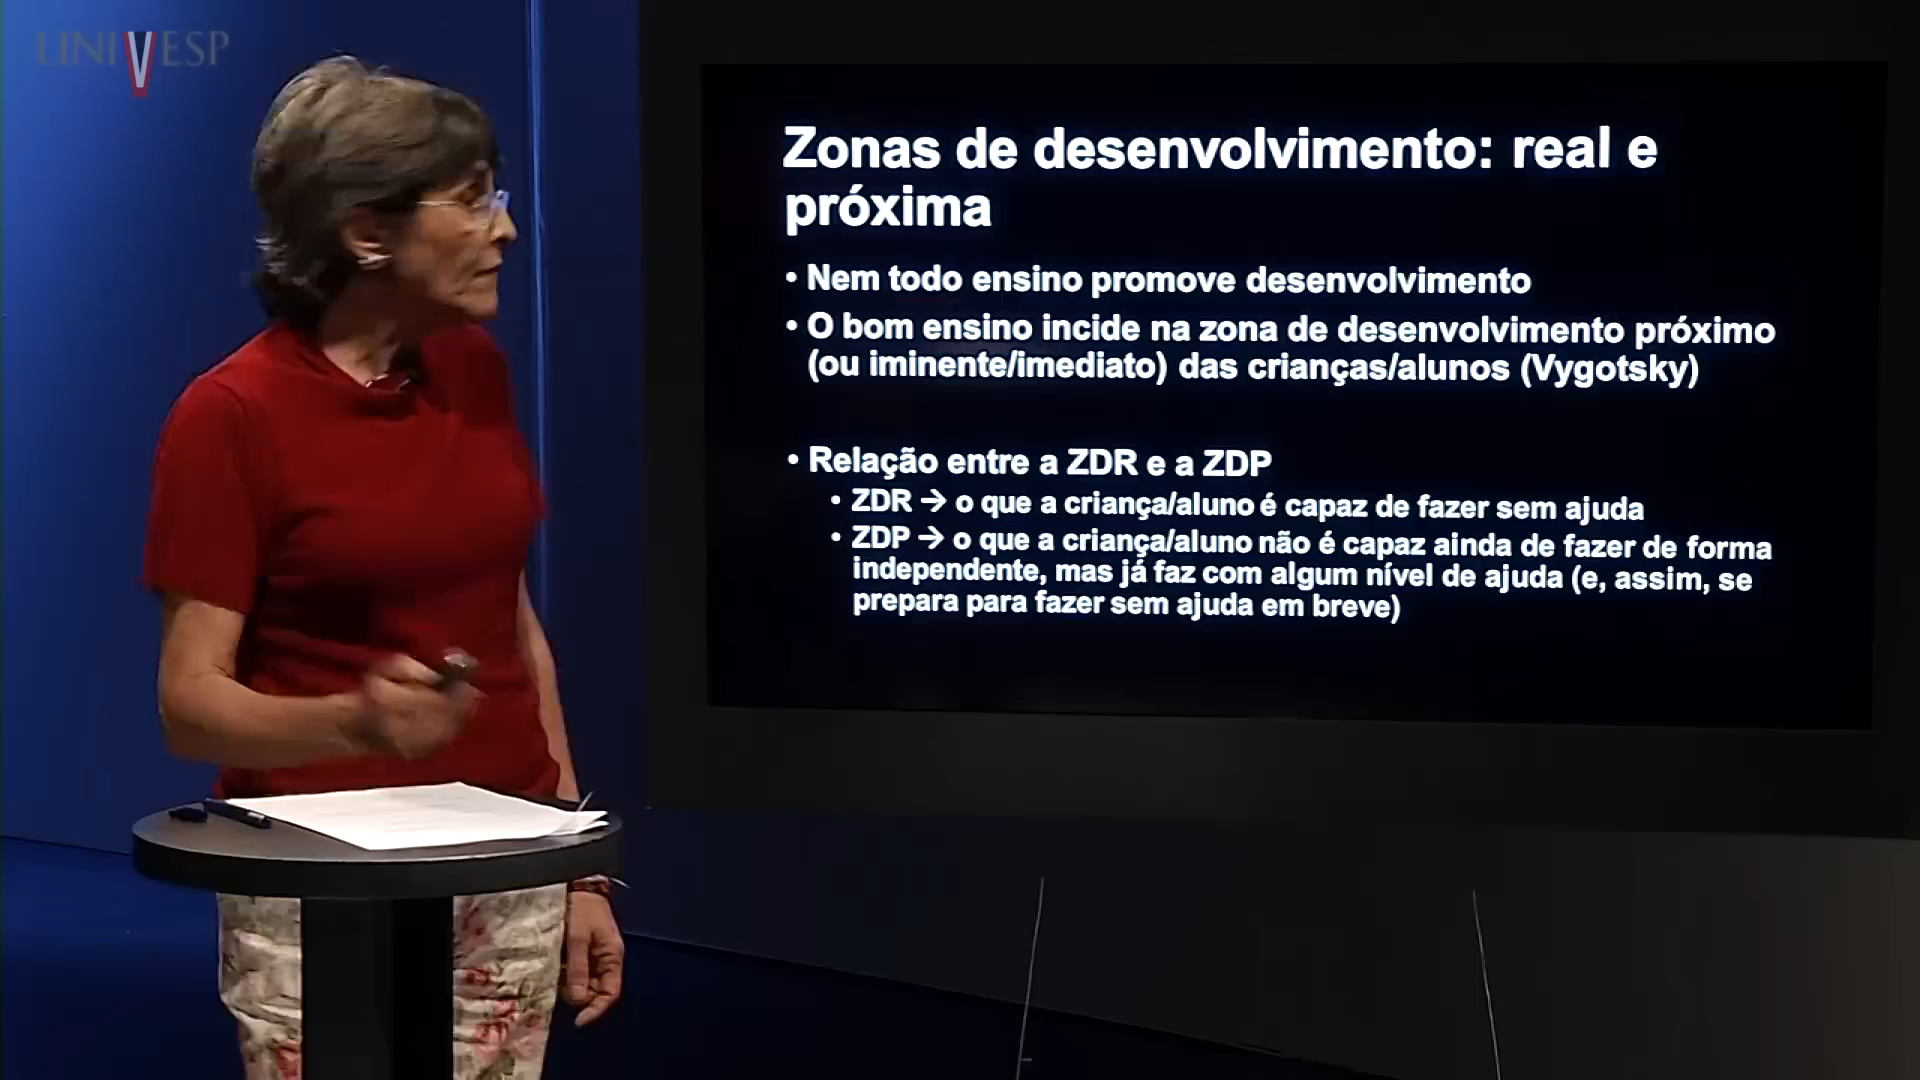 UNIVESP
Zonas de desenvolvimento: real e
próxima
• Nem todo ensino promove desenvolvimento
• O bom ensino incide na zona de desenvolvimento próximo
(ou iminente/imediato) das crianças/alunos (Vygotsky)
• Relação entre a ZDR e a ZDP
• ZDR → o que a criança/aluno é capaz de fazer sem ajuda
• ZDP → o que a criança/aluno não é capaz ainda de fazer de forma
independente, mas já faz com algum nível de ajuda (e, assim, se
prepara para fazer sem ajuda em breve)